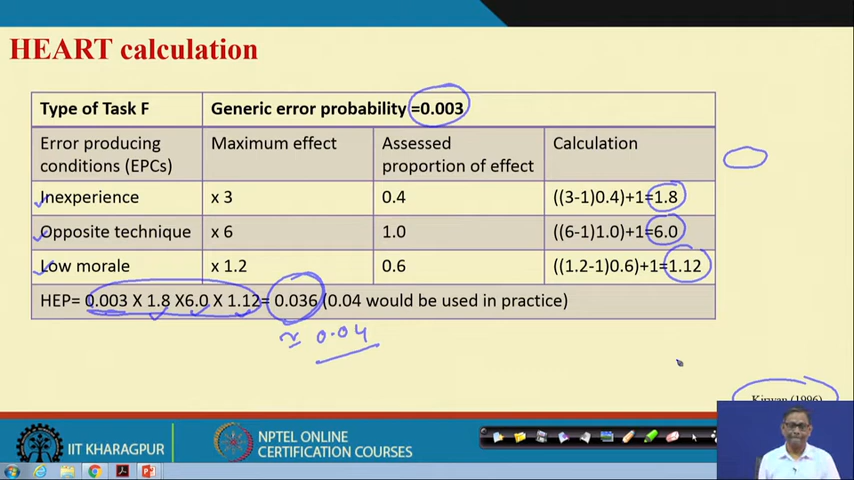 HEART calculation
Type of Task F Generic error probability =0.003
Error producing conditions (EPCs) Maximum effect Assessed proportion of effect Calculation
Inexperience x 3 0.4 ((3-1)0.4)+1=1.8
Opposite technique x 6 1.0 ((6-1)1.0)+1=6.0
Low morale x 1.2 0.6 ((1.2-1)0.6)+1=1.12
HEP= 0.003 X 1.8 X6.0 X 1.12= 0.036 (0.04 would be used in practice)
≃ 0.04
Kirwan (1996)
IIT KHARAGPUR
NPTEL ONLINE
CERTIFICATION COURSES